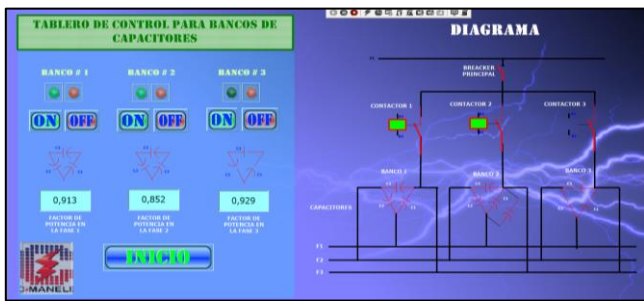 TABLERO DE CONTROL PARA BANCOS DE
CAPACITORES
BANCO # 1
BANCO # 2
BANCO # 3
ON
OFF
ON
OFF
ON
OFF
0,913
0,852
0,929
FACTOR DE
POTENCIA EN
LA FASE 1
FACTOR DE
POTENCIA EN
LA FASE 2
FACTOR DE
POTENCIA EN
LA FASE 3
INICIO
DIAGRAMA
BREACKER
PRINCIPAL
CONTACTOR 1
CONTACTOR 2
CONTACTOR 3
BANCO 1
BANCO 2
BANCO 3
CAPACITORES
F1
F2
F3